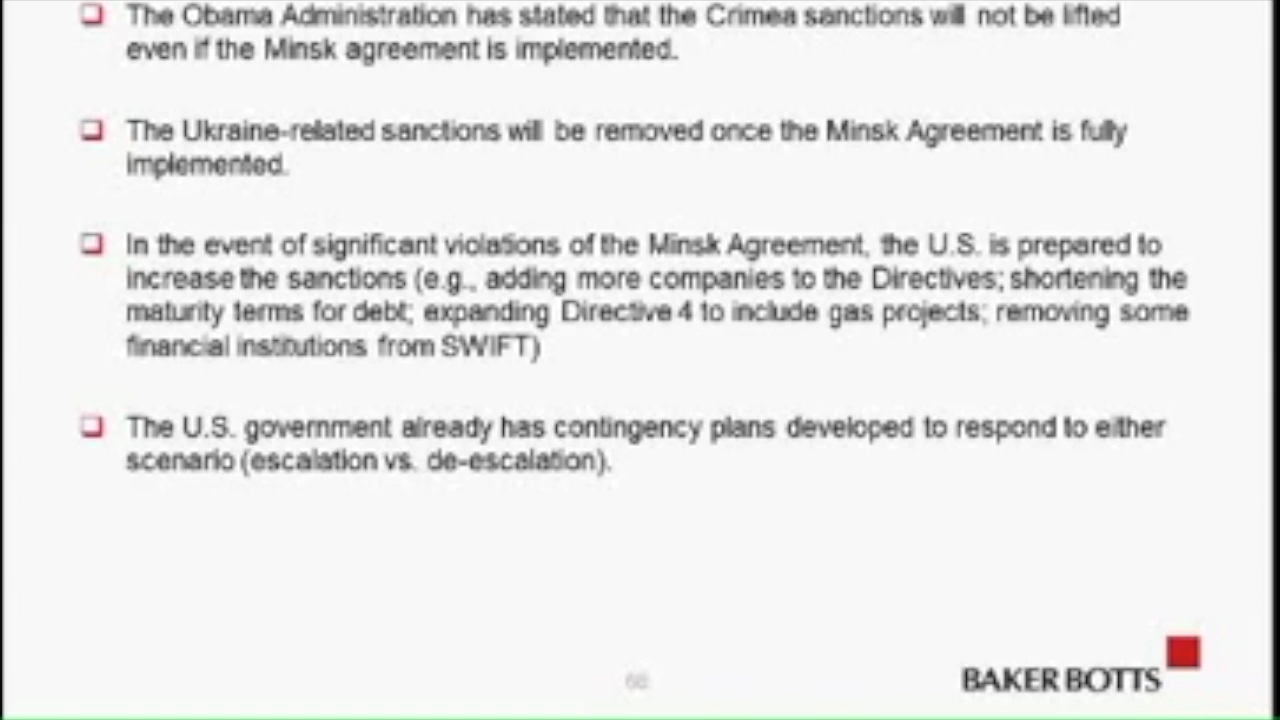 ❑ The Obama Administration has stated that the Crimea sanctions will not be lifted
even if the Minsk agreement is implemented.
❑ The Ukraine-related sanctions will be removed once the Minsk Agreement is fully
implemented.
❑ In the event of significant violations of the Minsk Agreement, the U.S. is prepared to
increase the sanctions (e.g., adding more companies to the Directives; shortening the
maturity terms for debt; expanding Directive 4 to include gas projects; removing some
financial institutions from SWIFT)
❑ The U.S. government already has contingency plans developed to respond to either
scenario (escalation vs. de-escalation).
BAKER BOTTS